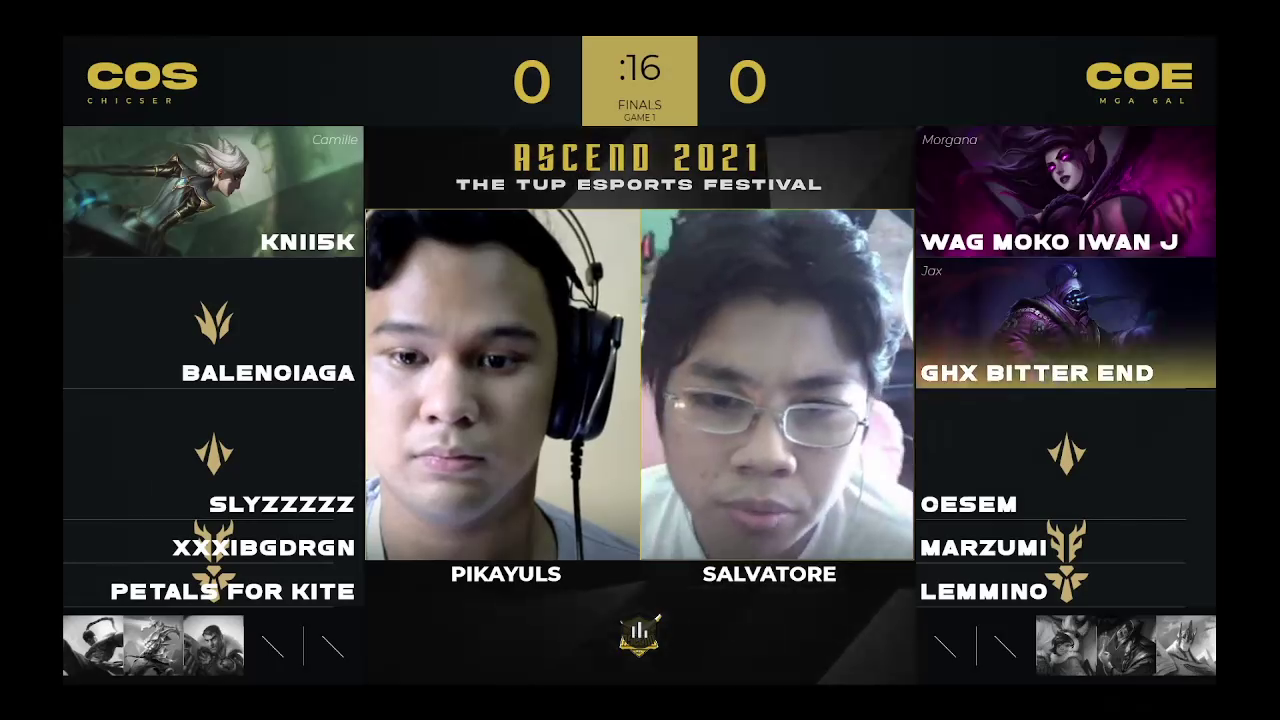 COS
CHICSER
0
:16
FINALS
GAME 1
0
COE
MGA 6AL
Camille
KNII5K
BALENOIAGA
SLYZZZZZ
XXXIBGDRGN
PETALS FOR KITE
ASCEND 2021
THE TUP ESPORTS FESTIVAL
PIKAYULS
SALVATORE
Morgana
WAG MOKO IWAN J
Jax
GHX BITTER END
OESEM
MARZUMI
LEMMINO